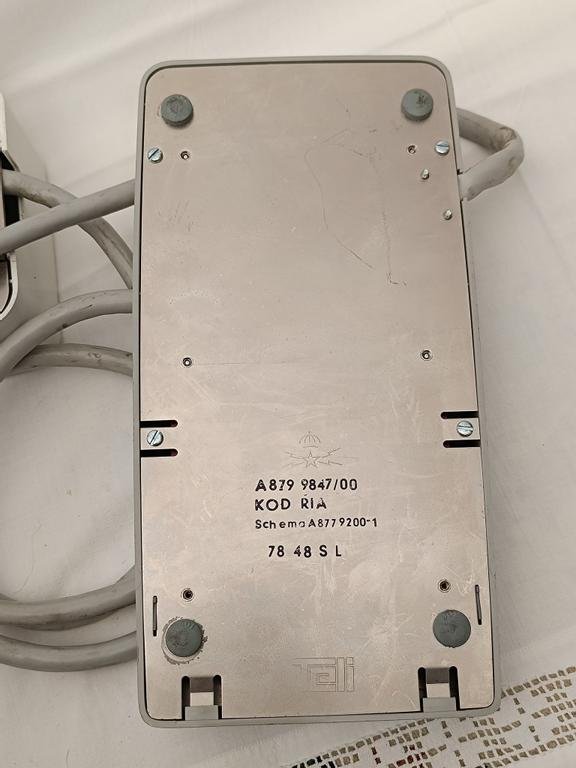 A879 9847/00
KOD RIA
Schema A877 9200-1
78 48 S L
Teli